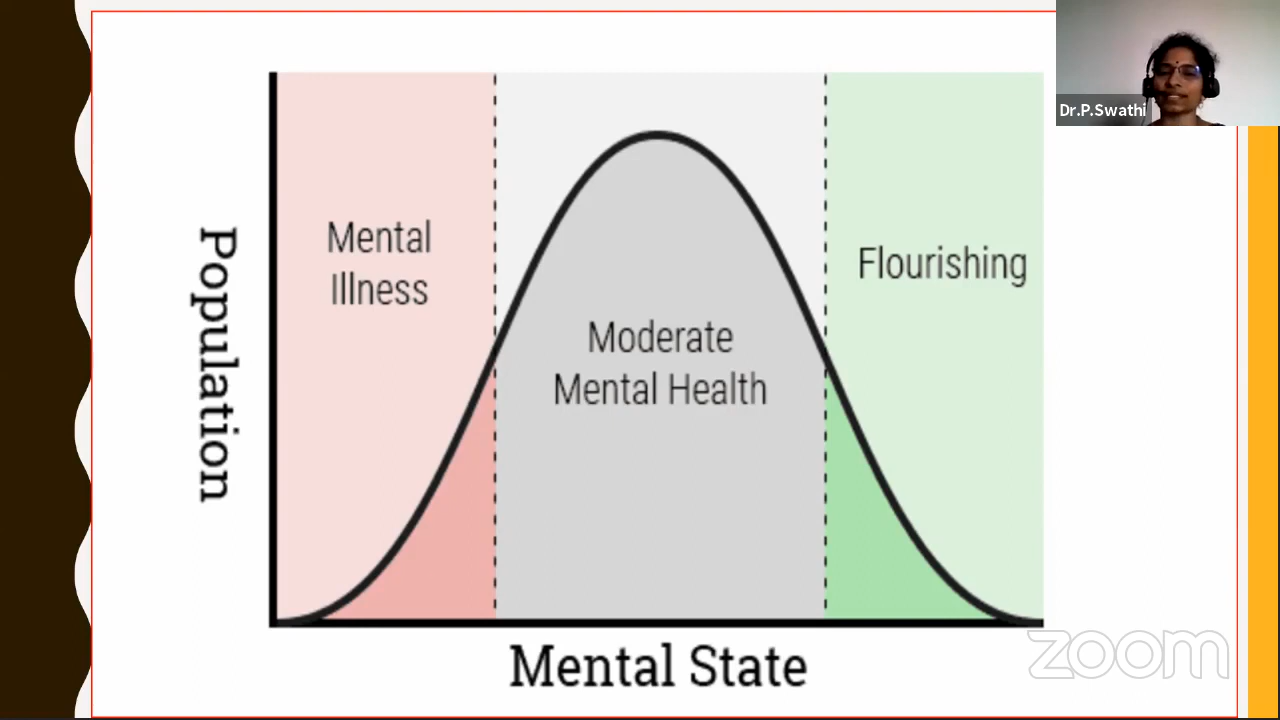 Dr.P.Swathi
Mental
Illness
Flourishing
Moderate
Mental Health
Population
Mental State
zoom